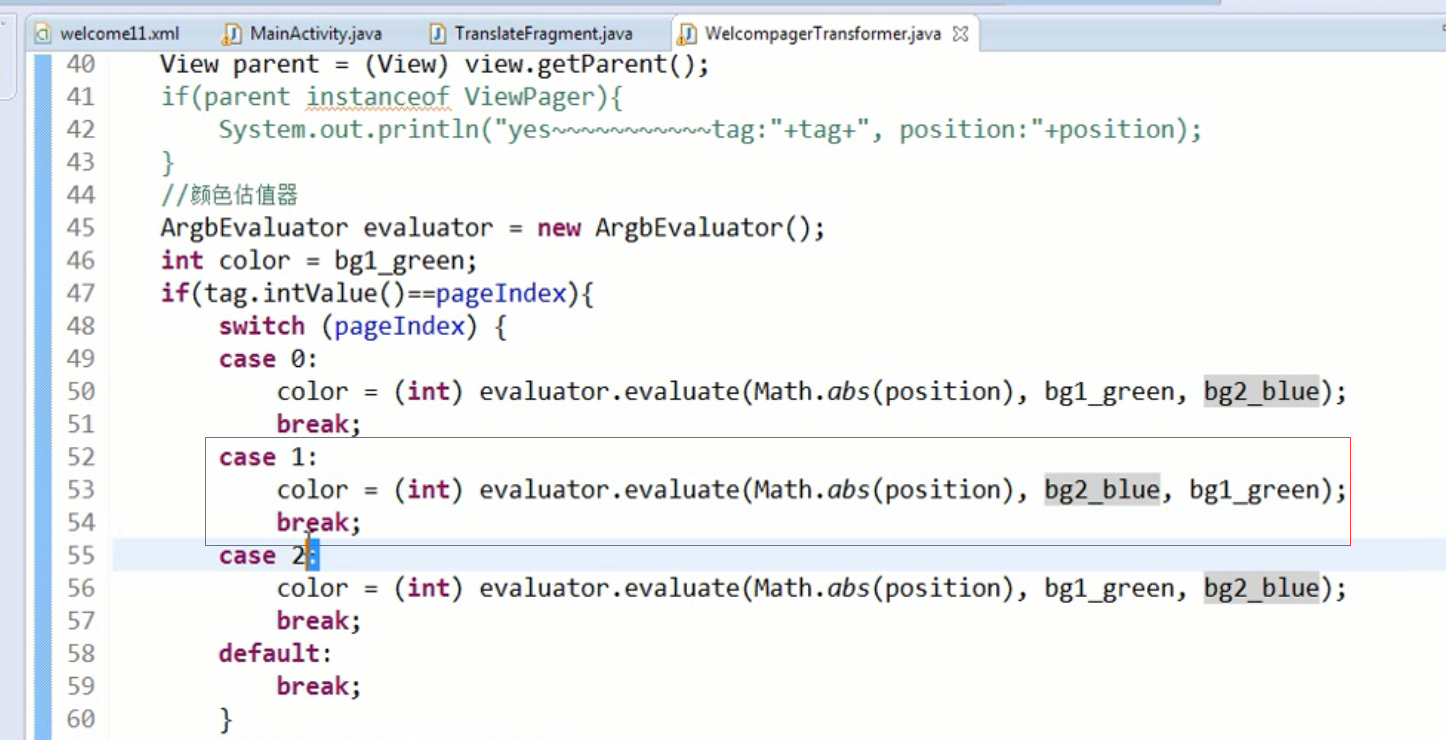 welcome11.xml MainActivity.java TranslateFragment.java WelcompagerTransformer.java
40 View parent = (View) view.getParent();
41 if(parent instanceof ViewPager){
42 System.out.println("yes~~~~~~~~~~~tag:"+tag+", position:"+position);
43 }
44 //颜色估值器
45 ArgbEvaluator evaluator = new ArgbEvaluator();
46 int color = bg1_green;
47 if(tag.intValue()==pageIndex){
48 switch (pageIndex) {
49 case 0:
50 color = (int) evaluator.evaluate(Math.abs(position), bg1_green, bg2_blue);
51 break;
52 case 1:
53 color = (int) evaluator.evaluate(Math.abs(position), bg2_blue, bg1_green);
54 break;
55 case 2:
56 color = (int) evaluator.evaluate(Math.abs(position), bg1_green, bg2_blue);
57 break;
58 default:
59 break;
60 }